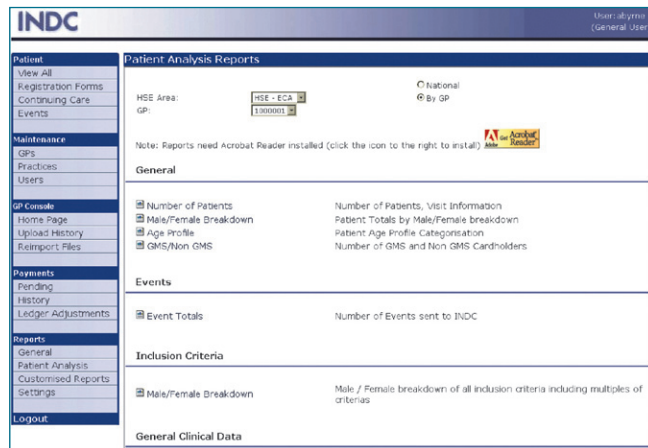 INDC
User:abyrne
(General User
Patient
View All
Registration Forms
Continuing Care
Events
Maintenance
GPs
Practices
Users
GP Console
Home Page
Upload History
Reimport Files
Payments
Pending
History
Ledger Adjustments
Reports
General
Patient Analysis
Customised Reports
Settings
Logout
Patient Analysis Reports
National
HSE Area: HSE - ECA By GP
GP: 1000001
Note: Reports need Acrobat Reader installed (click the icon to the right to install) Adobe Get Acrobat Reader
General
Number of Patients Number of Patients, Visit Information
Male/Female Breakdown Patient Totals by Male/Female breakdown
Age Profile Patient Age Profile Categorisation
GMS/Non GMS Number of GMS and Non GMS Cardholders
Events
Event Totals Number of Events sent to INDC
Inclusion Criteria
Male/Female Breakdown Male / Female breakdown of all inclusion criteria including multiples of
criterias
General Clinical Data